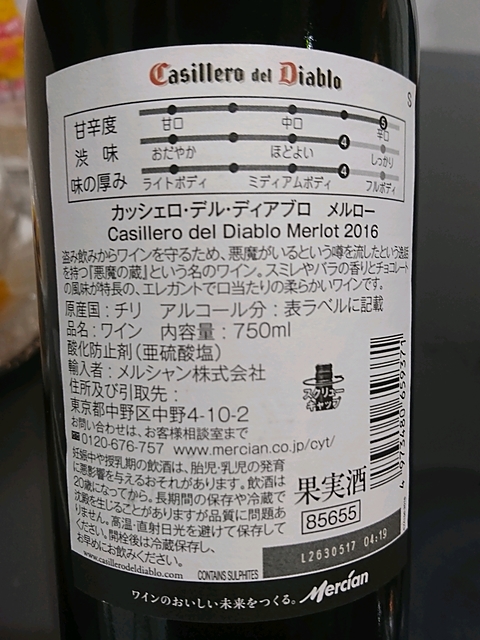 Casillero del Diablo
S
甘辛度 甘口 中口 辛口 5
渋味 おだやか ほどよい しっかり 4
味の厚み ライトボディ ミディアムボディ フルボディ 4
カッシェロ・デル・ディアブロ メルロー
Casillero del Diablo Merlot 2016
盗み飲みからワインを守るため、悪魔がいるという噂を流したという逸話
を持つ『悪魔の蔵』という名のワイン。スミレやバラの香りとチョコレート
の風味が特長の、エレガントで口当たりの柔らかいワインです。
原産国：チリ アルコール分：表ラベルに記載
品名：ワイン 内容量：750ml
酸化防止剤(亜硫酸塩)
輸入者：メルシャン株式会社
住所及び引取先：
東京都中野区中野4-10-2
お問い合わせは、お客様相談室まで
0120-676-757 www.mercian.co.jp/cyt/
スクリューキャップ
4 973480 659371
妊娠中や授乳期の飲酒は、胎児・乳児の発育
に悪影響を与えるおそれがあります。飲酒は
20歳になってから。長期間の保存や冷蔵で
沈殿を生じることがありますが品質に問題あ
りません。高温・直射日光を避けて保存して
ください。開栓後は冷蔵保存し、
お早めにお飲みください。
果実酒
85655
www.casillerodeldiablo.com CONTAINS SULPHITES
L2630517 04:19
ワインのおいしい未来をつくる。 Mercian